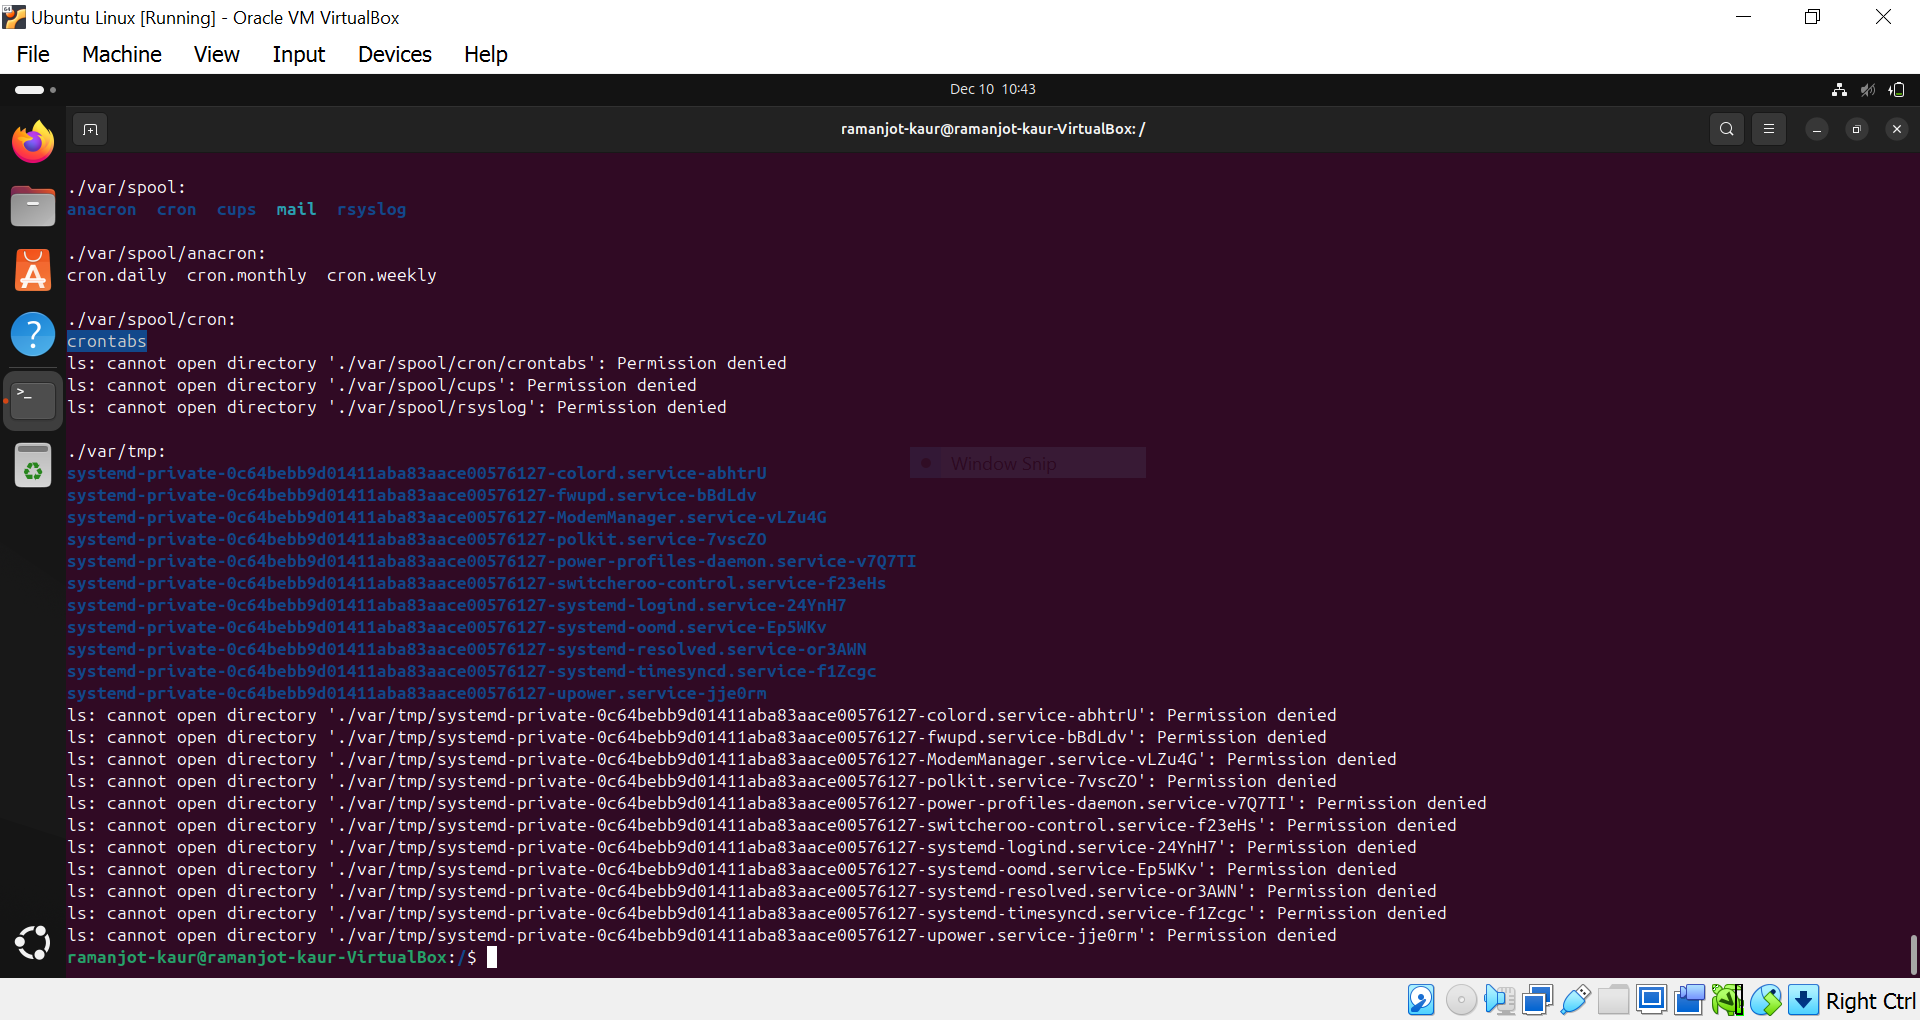 Ubuntu Linux [Running] - Oracle VM VirtualBox
File Machine View Input Devices Help
Dec 10 10:43
ramanjot-kaur@ramanjot-kaur-VirtualBox: /
./var/spool:
anacron cron cups mail rsyslog
./var/spool/anacron:
cron.daily cron.monthly cron.weekly
./var/spool/cron:
crontabs
ls: cannot open directory './var/spool/cron/crontabs': Permission denied
ls: cannot open directory './var/spool/cups': Permission denied
ls: cannot open directory './var/spool/rsyslog': Permission denied
./var/tmp:
Window Snip
systemd-private-0c64bebb9d01411aba83aace00576127-colord.service-abhtrU
systemd-private-0c64bebb9d01411aba83aace00576127-fwupd.service-bBdLdv
systemd-private-0c64bebb9d01411aba83aace00576127-ModemManager.service-vLZu4G
systemd-private-0c64bebb9d01411aba83aace00576127-polkit.service-7vscZO
systemd-private-0c64bebb9d01411aba83aace00576127-power-profiles-daemon.service-v7Q7TI
systemd-private-0c64bebb9d01411aba83aace00576127-switcheroo-control.service-f23eHs
systemd-private-0c64bebb9d01411aba83aace00576127-systemd-logind.service-24YnH7
systemd-private-0c64bebb9d01411aba83aace00576127-systemd-oomd.service-Ep5WKv
systemd-private-0c64bebb9d01411aba83aace00576127-systemd-resolved.service-or3AWN
systemd-private-0c64bebb9d01411aba83aace00576127-systemd-timesyncd.service-f1Zcgc
systemd-private-0c64bebb9d01411aba83aace00576127-upower.service-jje0rm
ls: cannot open directory './var/tmp/systemd-private-0c64bebb9d01411aba83aace00576127-colord.service-abhtrU': Permission denied
ls: cannot open directory './var/tmp/systemd-private-0c64bebb9d01411aba83aace00576127-fwupd.service-bBdLdv': Permission denied
ls: cannot open directory './var/tmp/systemd-private-0c64bebb9d01411aba83aace00576127-ModemManager.service-vLZu4G': Permission denied
ls: cannot open directory './var/tmp/systemd-private-0c64bebb9d01411aba83aace00576127-polkit.service-7vscZO': Permission denied
ls: cannot open directory './var/tmp/systemd-private-0c64bebb9d01411aba83aace00576127-power-profiles-daemon.service-v7Q7TI': Permission denied
ls: cannot open directory './var/tmp/systemd-private-0c64bebb9d01411aba83aace00576127-switcheroo-control.service-f23eHs': Permission denied
ls: cannot open directory './var/tmp/systemd-private-0c64bebb9d01411aba83aace00576127-systemd-logind.service-24YnH7': Permission denied
ls: cannot open directory './var/tmp/systemd-private-0c64bebb9d01411aba83aace00576127-systemd-oomd.service-Ep5WKv': Permission denied
ls: cannot open directory './var/tmp/systemd-private-0c64bebb9d01411aba83aace00576127-systemd-resolved.service-or3AWN': Permission denied
ls: cannot open directory './var/tmp/systemd-private-0c64bebb9d01411aba83aace00576127-systemd-timesyncd.service-f1Zcgc': Permission denied
ls: cannot open directory './var/tmp/systemd-private-0c64bebb9d01411aba83aace00576127-upower.service-jje0rm': Permission denied
ramanjot-kaur@ramanjot-kaur-VirtualBox:/$
Right Ctrl